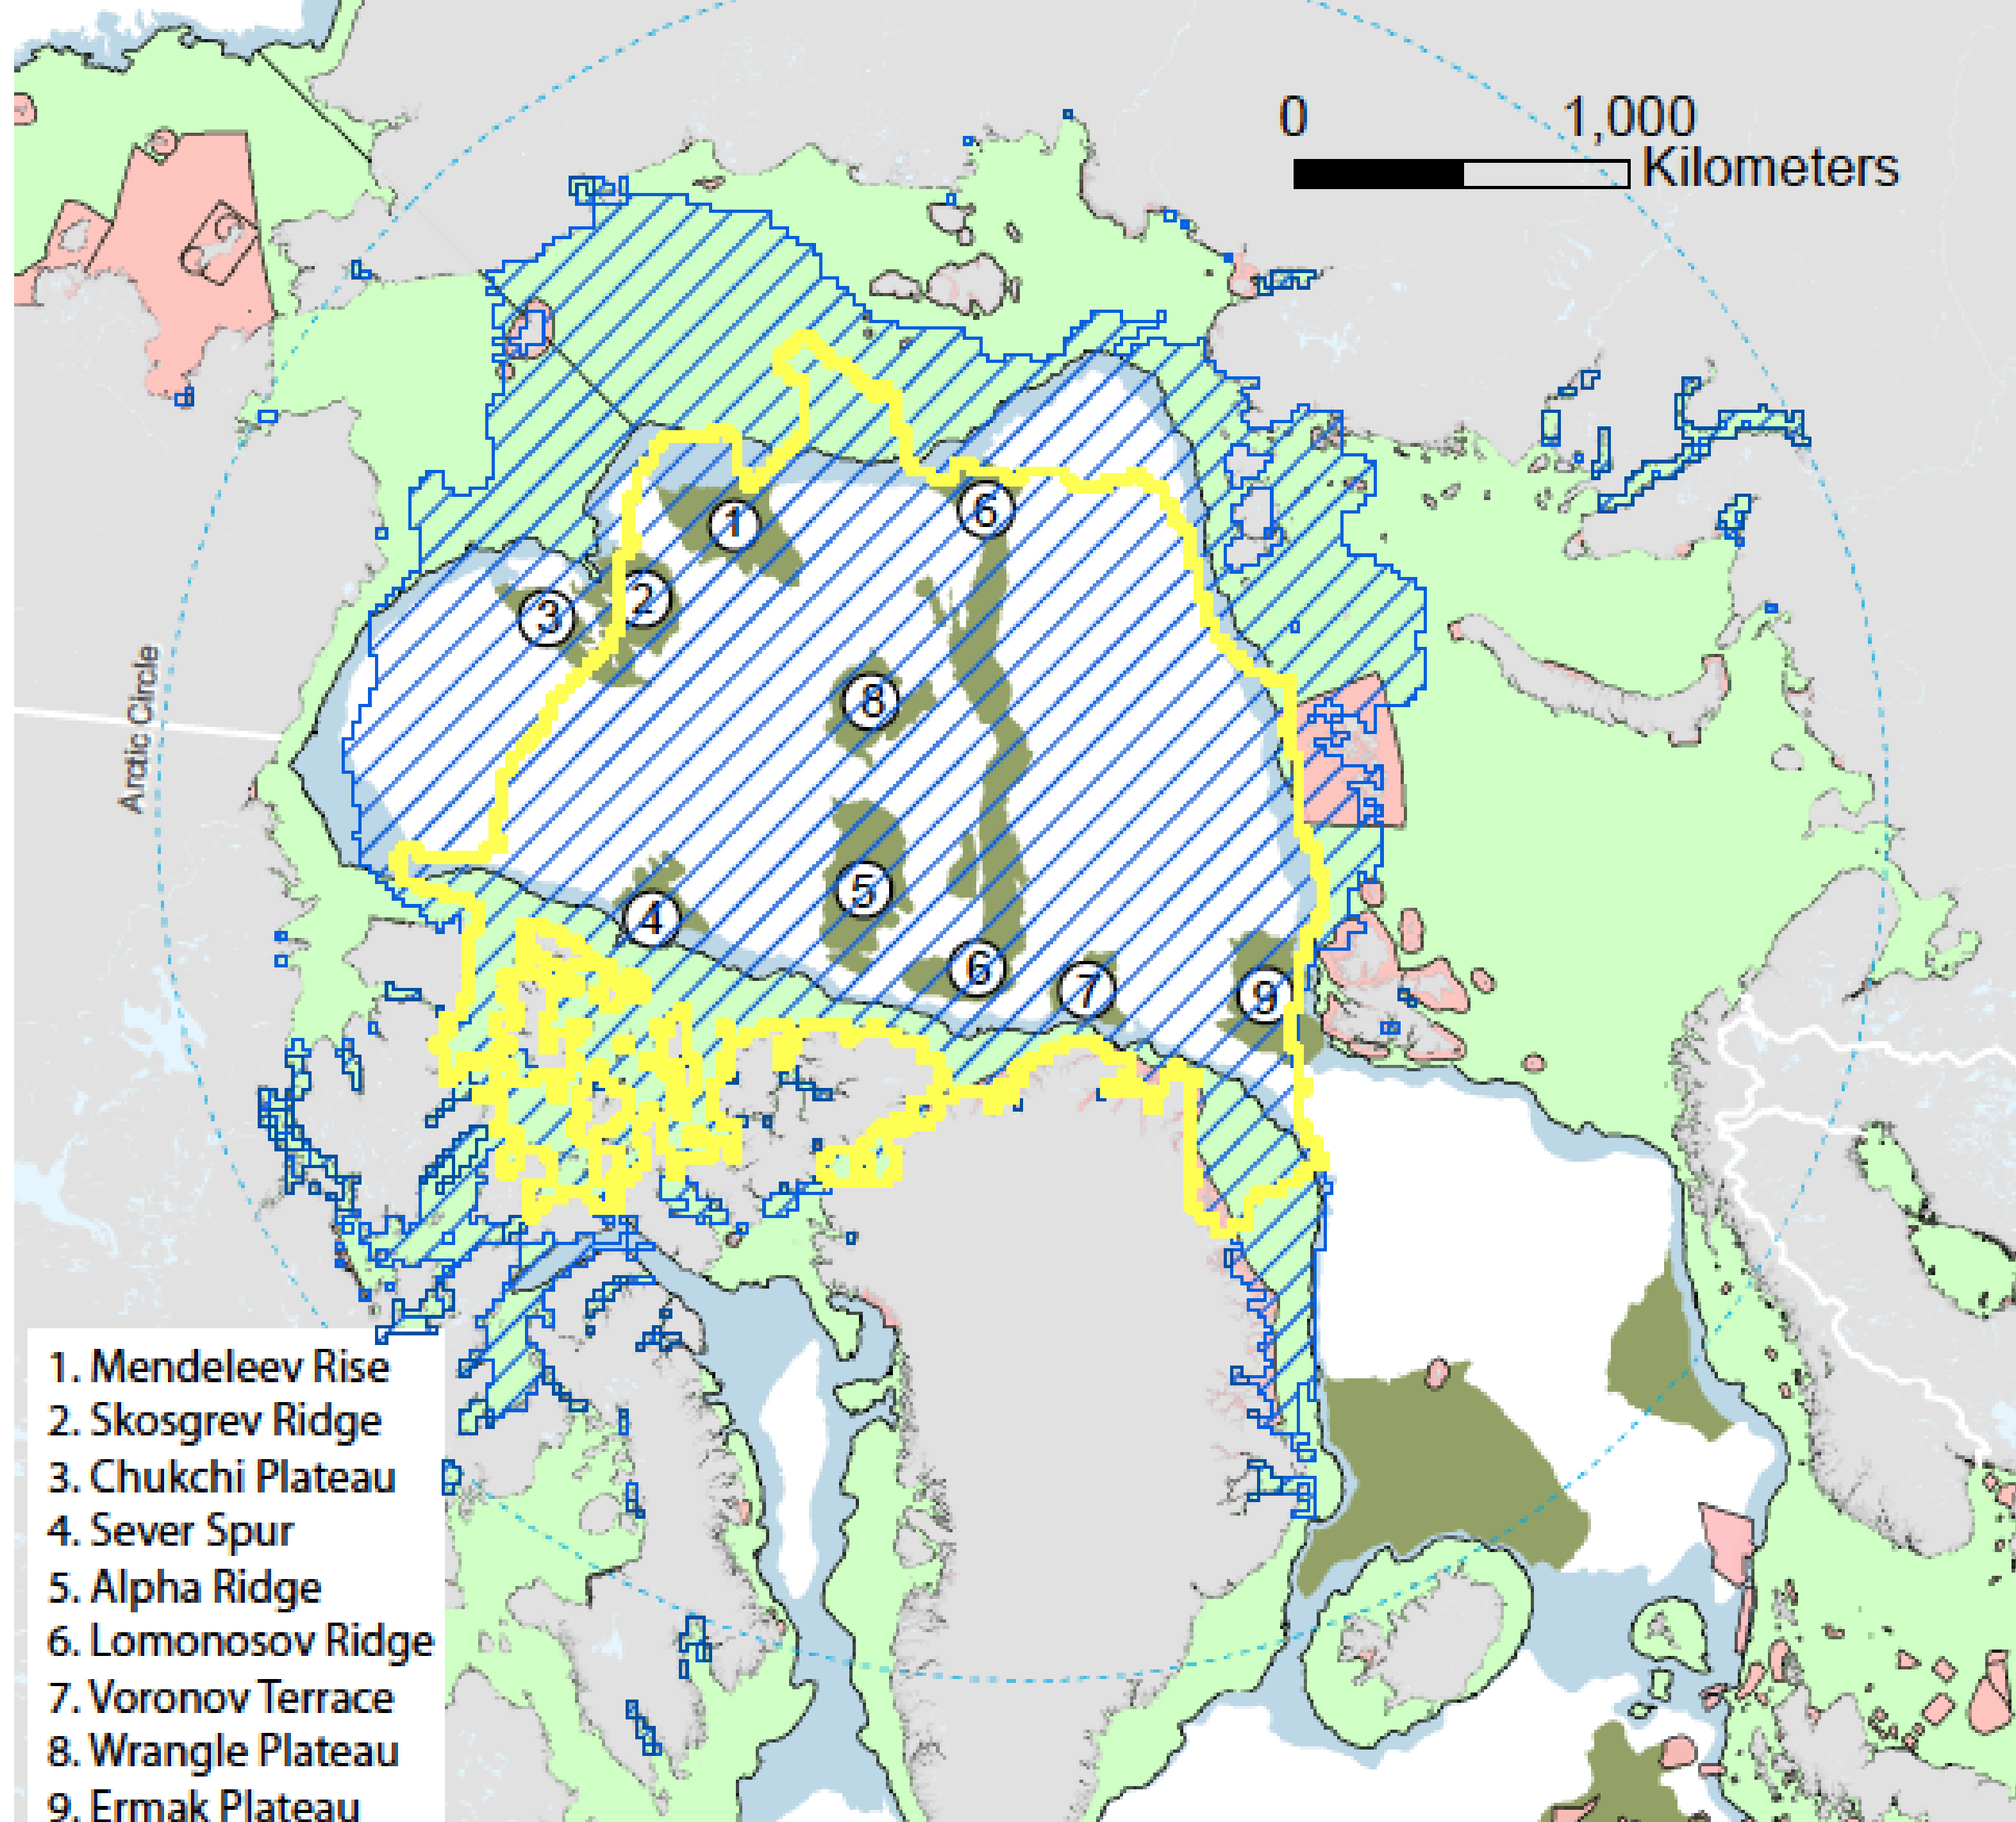 0 1,000
Kilometers
6
1
2
3
Arctic Circle
8
5
4
6
7
9
1. Mendeleev Rise
2. Skosgrev Ridge
3. Chukchi Plateau
4. Sever Spur
5. Alpha Ridge
6. Lomonosov Ridge
7. Voronov Terrace
8. Wrangle Plateau
9. Ermak Plateau